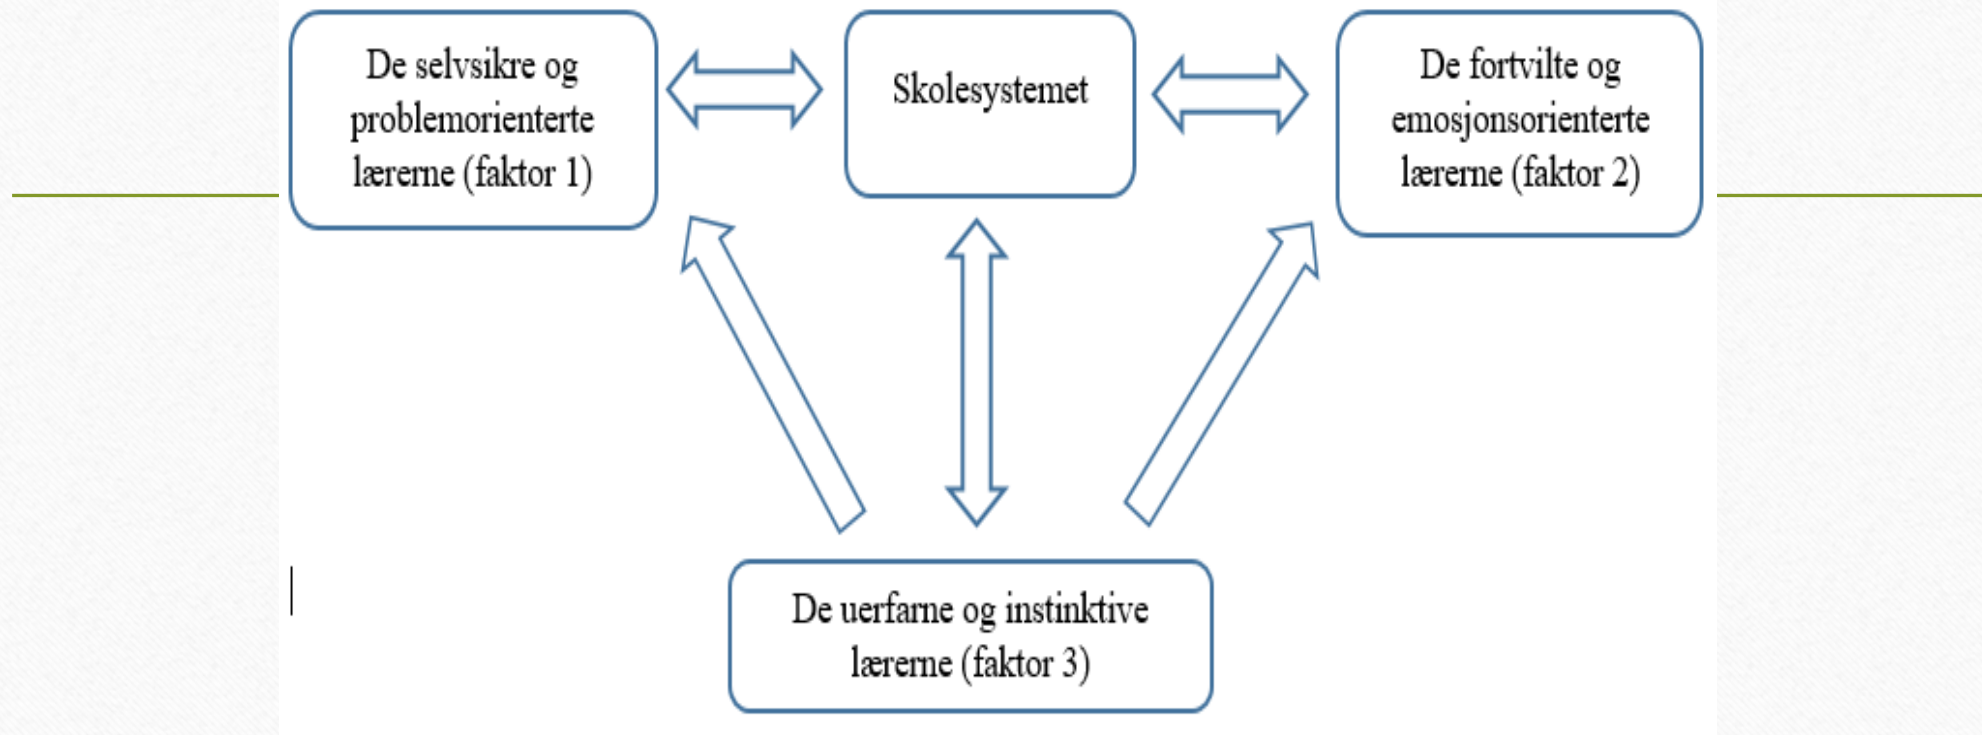 De selvsikre og
problemorienterte
lærerne (faktor 1)
Skolesystemet
De fortvilte og
emosjonsorienterte
lærerne (faktor 2)
De uerfarne og instinktive
lærerne (faktor 3)